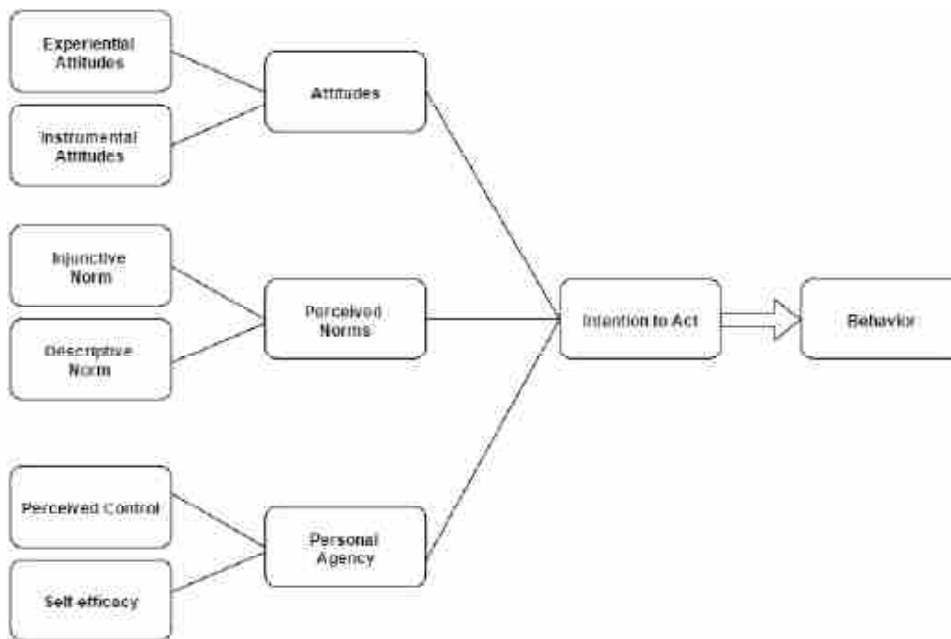 Experiential
Attitudes
Instrumental
Attitudes
Attitudes
Injunctive
Norm
Descriptive
Norm
Perceived
Norms
Perceived Control
Self efficacy
Personal
Agency
Intention to Act
Behavior